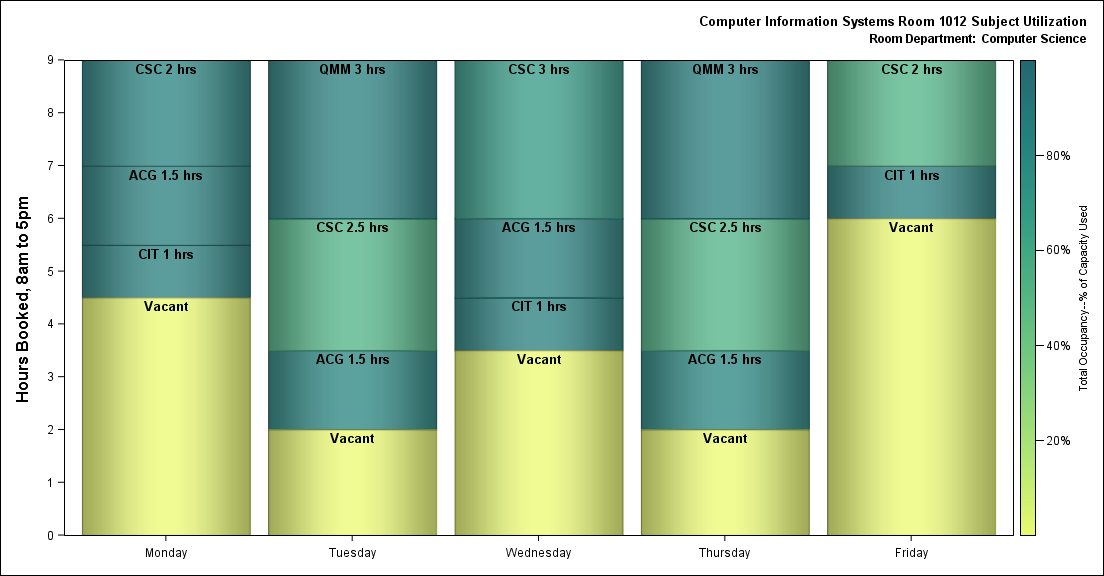 Computer Information Systems Room 1012 Subject Utilization
Room Department: Computer Science
Hours Booked, 8am to 5pm
9
8
7
6
5
4
3
2
1
0
CSC 2 hrs
ACG 1.5 hrs
CIT 1 hrs
Vacant
QMM 3 hrs
CSC 2.5 hrs
ACG 1.5 hrs
Vacant
CSC 3 hrs
ACG 1.5 hrs
CIT 1 hrs
Vacant
QMM 3 hrs
CSC 2.5 hrs
ACG 1.5 hrs
Vacant
CSC 2 hrs
CIT 1 hrs
Vacant
Monday
Tuesday
Wednesday
Thursday
Friday
80%
60%
40%
20%
Total Occupancy--% of Capacity Used